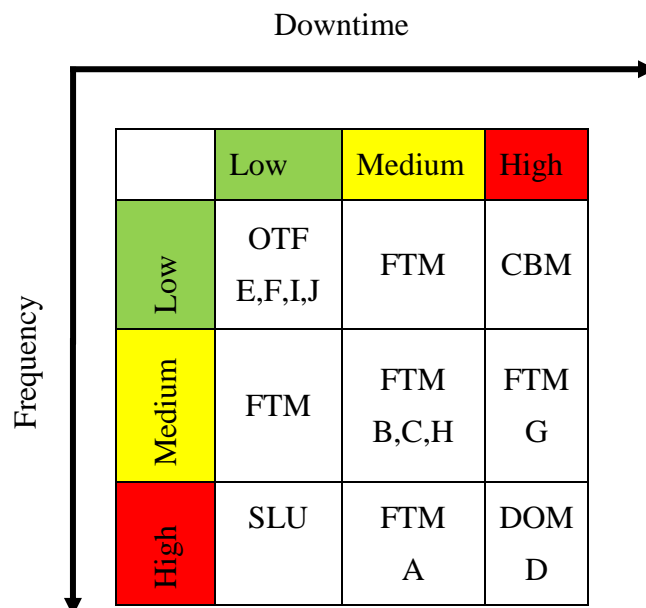 Downtime
Low Medium High
Frequency
Low
OTF
E,F,I,J
FTM
CBM
Medium
FTM
FTM
B,C,H
FTM
G
High
SLU
FTM
A
DOM
D